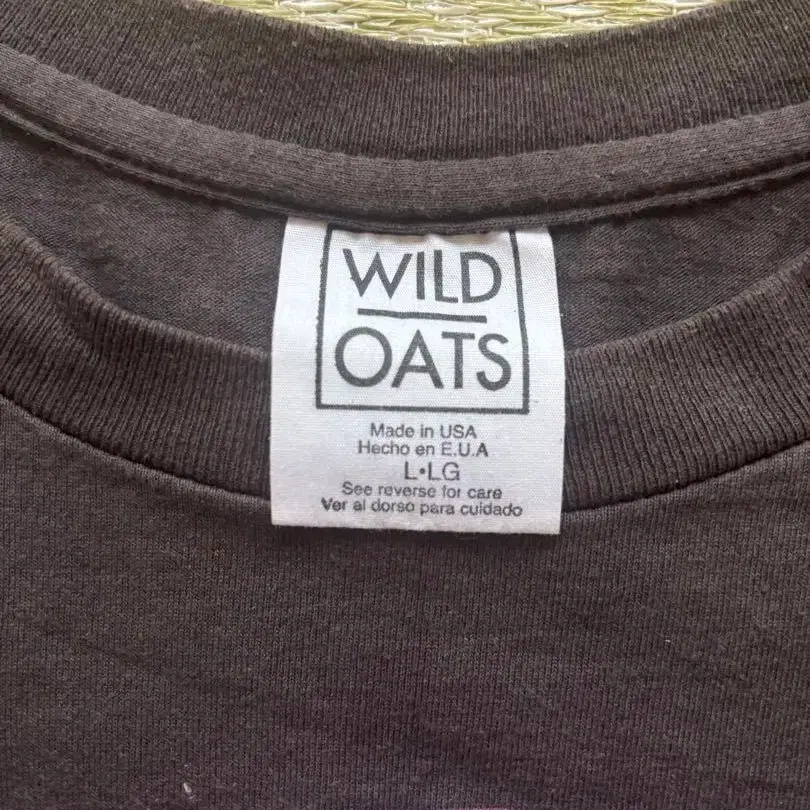 WILD
OATS
Made in USA
Hecho en E.U.A
L•LG
See reverse for care
Ver al dorso para cuidado